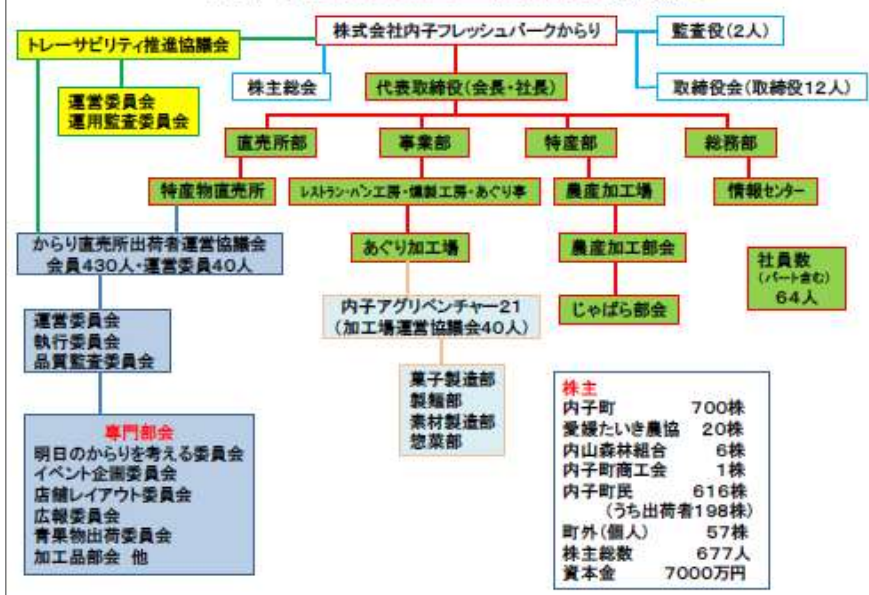 株式会社内子フレッシュパークからり
監査役(2人)
トレーサビリティ推進協議会
株主総会
代表取締役(会長・社長)
取締役会(取締役12人)
運営委員会
運用監査委員会
直売所部
事業部
特産部
総務部
特産物直売所
レストラン・パン工房・燻製工房・あぐり亭
農産加工場
情報センター
からり直売所出荷者運営協議会
会員430人・運営委員40人
あぐり加工場
農産加工部会
社員数
(パート含む)
64人
内子アグリベンチャー21
(加工場運営協議会40人)
じゃばら部会
運営委員会
執行委員会
品質監査委員会
菓子製造部
製麺部
素材製造部
惣菜部
専門部会
明日のからりを考える委員会
イベント企画委員会
店舗レイアウト委員会
広報委員会
青果物出荷委員会
加工品部会 他
株主
内子町 700株
愛媛たいき農協 20株
内山森林組合 6株
内子町商工会 1株
内子町民 616株
(うち出荷者198株)
町外(個人) 57株
株主総数 677人
資本金 7000万円